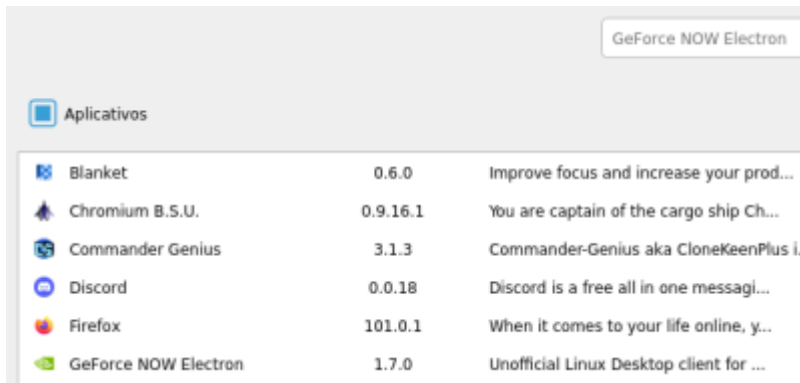 GeForce NOW Electron
Aplicativos
Blanket 0.6.0 Improve focus and increase your prod...
Chromium B.S.U. 0.9.16.1 You are captain of the cargo ship Ch...
Commander Genius 3.1.3 Commander-Genius aka CloneKeenPlus i.
Discord 0.0.18 Discord is a free all in one messagi...
Firefox 101.0.1 When it comes to your life online, y...
GeForce NOW Electron 1.7.0 Unofficial Linux Desktop client for ...